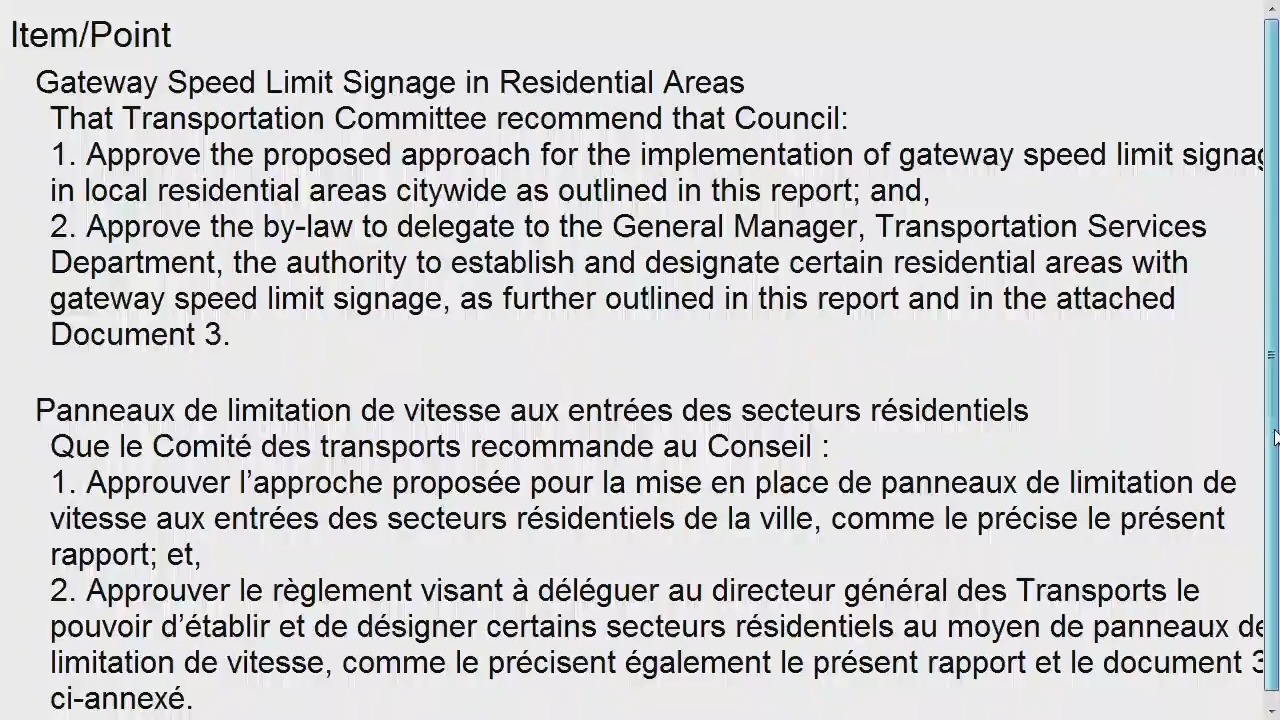 Item/Point
Gateway Speed Limit Signage in Residential Areas
That Transportation Committee recommend that Council:
1. Approve the proposed approach for the implementation of gateway speed limit signag
in local residential areas citywide as outlined in this report; and,
2. Approve the by-law to delegate to the General Manager, Transportation Services
Department, the authority to establish and designate certain residential areas with
gateway speed limit signage, as further outlined in this report and in the attached
Document 3.
Panneaux de limitation de vitesse aux entrées des secteurs résidentiels
Que le Comité des transports recommande au Conseil :
1. Approuver l’approche proposée pour la mise en place de panneaux de limitation de
vitesse aux entrées des secteurs résidentiels de la ville, comme le précise le présent
rapport; et,
2. Approuver le règlement visant à déléguer au directeur général des Transports le
pouvoir d’établir et de désigner certains secteurs résidentiels au moyen de panneaux de
limitation de vitesse, comme le précisent également le présent rapport et le document 3
ci-annexé.